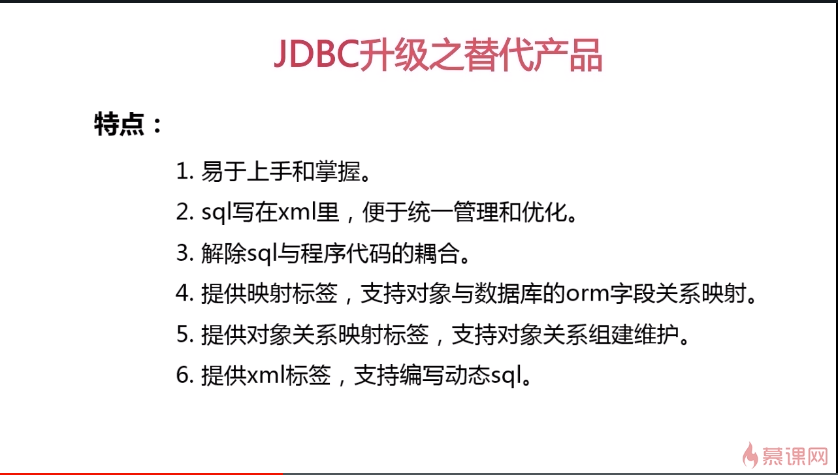 JDBC升级之替代产品
特点：
1. 易于上手和掌握。
2. sql写在xml里，便于统一管理和优化。
3. 解除sql与程序代码的耦合。
4. 提供映射标签，支持对象与数据库的orm字段关系映射。
5. 提供对象关系映射标签，支持对象关系组建维护。
6. 提供xml标签，支持编写动态sql。
慕课网